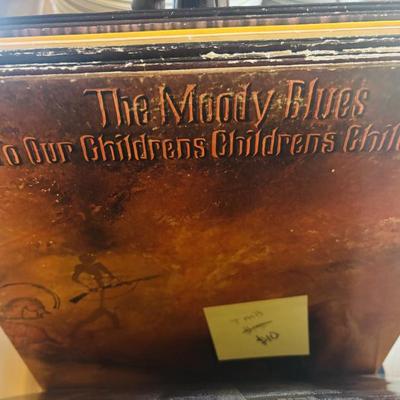 The Moody Blues
o Our Childrens Childrens Chil
$10